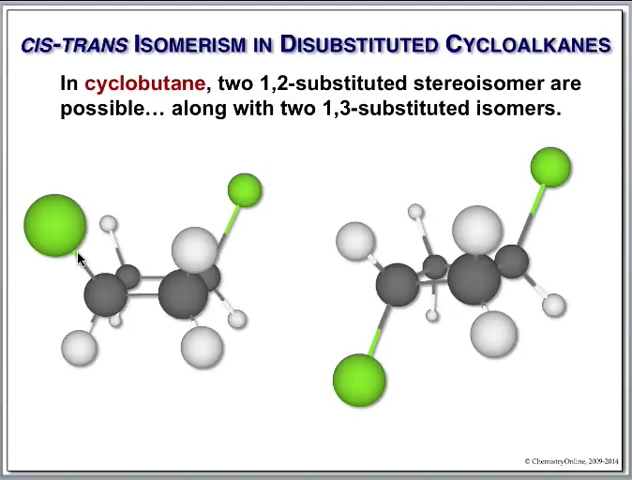 CIS-TRANS ISOMERISM IN DISUBSTITUTED CYCLOALKANES
In cyclobutane, two 1,2-substituted stereoisomer are
possible… along with two 1,3-substituted isomers.
© ChemistryOnline, 2009-2014